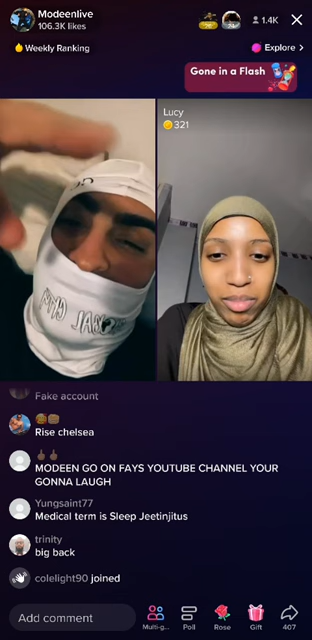 Modeenlive
106.3K likes
1.4K
Weekly Ranking
Explore >
Gone in a Flash
Lucy
321
Fake account
Rise chelsea
MODEEN GO ON FAYS YOUTUBE CHANNEL YOUR
GONNA LAUGH
Yungsaint77
Medical term is Sleep Jeetinjitus
trinity
big back
colelight90 joined
Add comment
Multi-g...
Poll
Rose
Gift
407